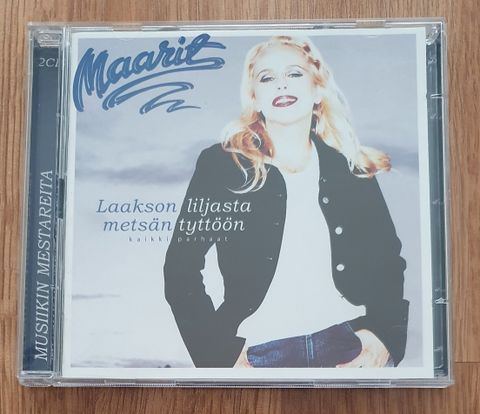 Maarit
Laakson liljasta
metsän tyttöön
kaikki parhaat
2CD
MUSIIKIN MESTAREITA